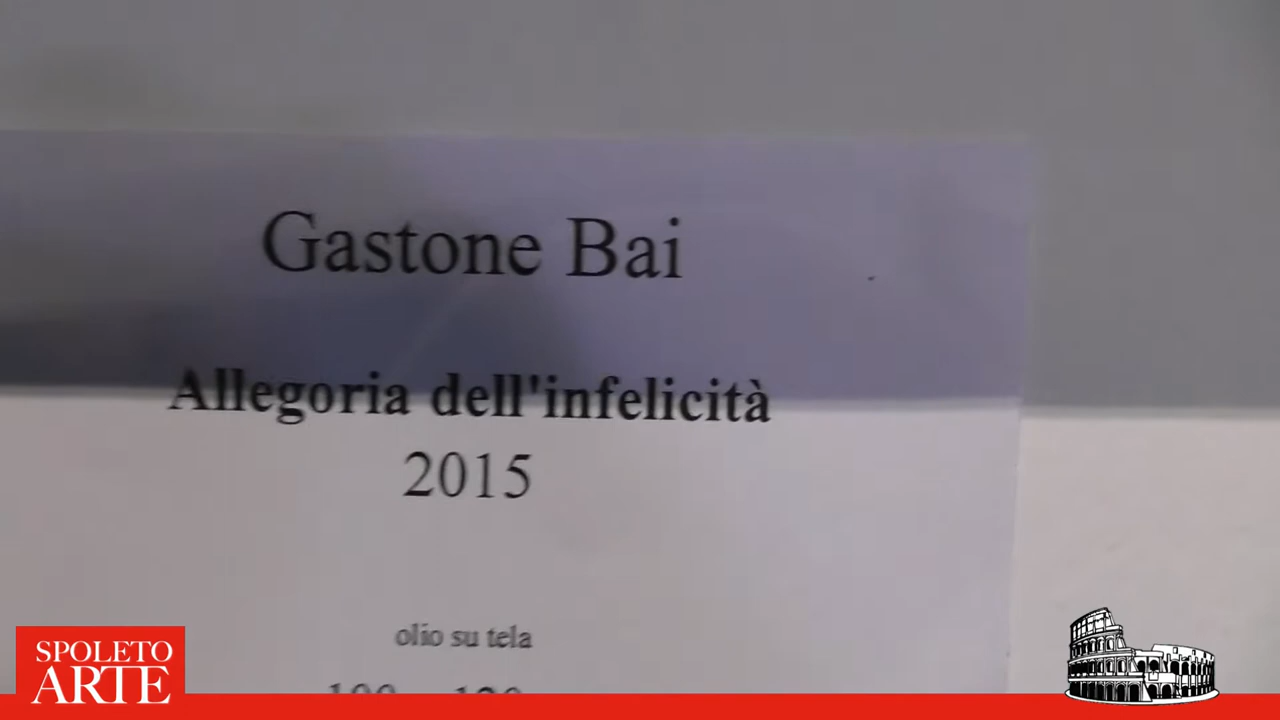 Gastone Bai
Allegoria dell'infelicità
2015
olio su tela
SPOLETO
ARTE